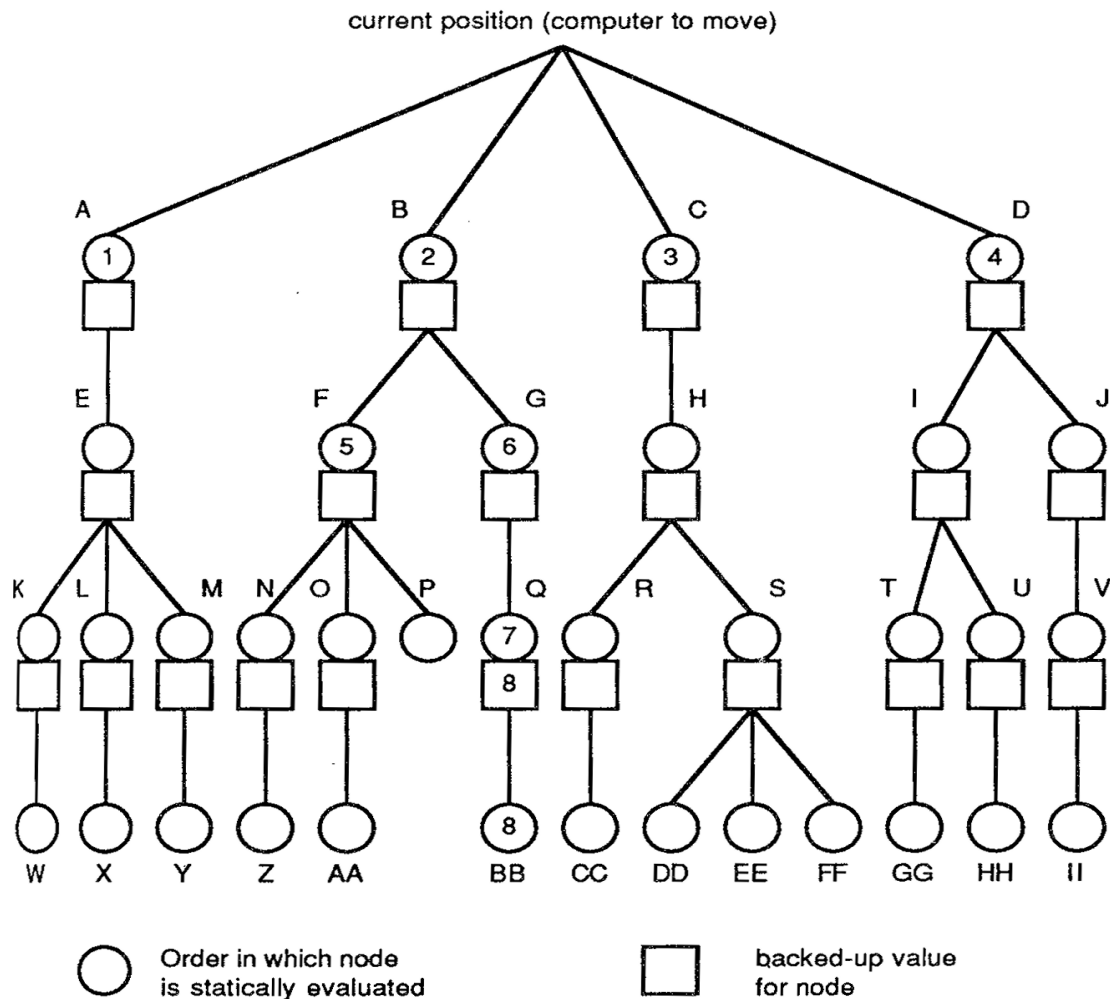 current position (computer to move)
A B C D
1 2 3 4
E F G H I J
5 6
K L M N O P Q R S T U V
7
8
8
W X Y Z AA BB CC DD EE FF GG HH II
Order in which node backed-up value
is statically evaluated for node